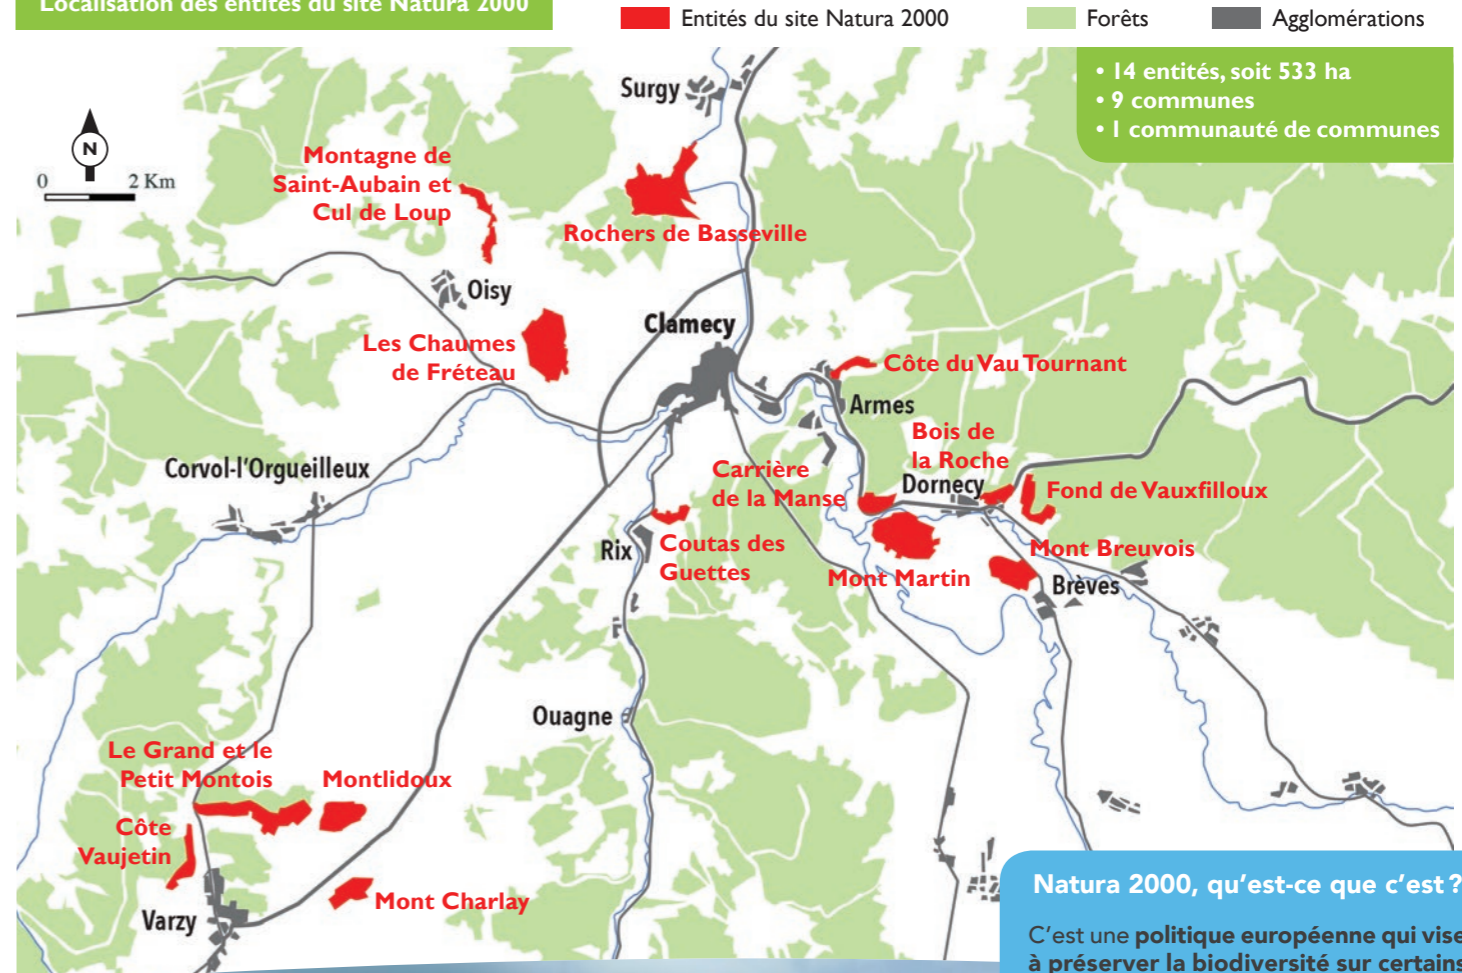 Localisation des entités du site Natura 2000
Entités du site Natura 2000
Forêts
Agglomérations
• 14 entités, soit 533 ha
• 9 communes
• 1 communauté de communes
N
0 2 Km
Surgy
Montagne de
Saint-Aubain et
Cul de Loup
Rochers de Basseville
Oisy
Clamecy
Les Chaumes
de Fréteau
Côte du Vau Tournant
Armes
Bois de
la Roche
Corvol-l'Orgueilleux
Carrière
de la Manse
Dornecy
Fond de Vauxfilloux
Rix
Coutas des
Guettes
Mont Breuvois
Mont Martin
Brèves
Ouagne
Le Grand et le
Petit Montois
Montlidoux
Côte
Vaujetin
Mont Charlay
Varzy
Natura 2000, qu'est-ce que c'est ?
C'est une politique européenne qui vise
à préserver la biodiversité sur certains